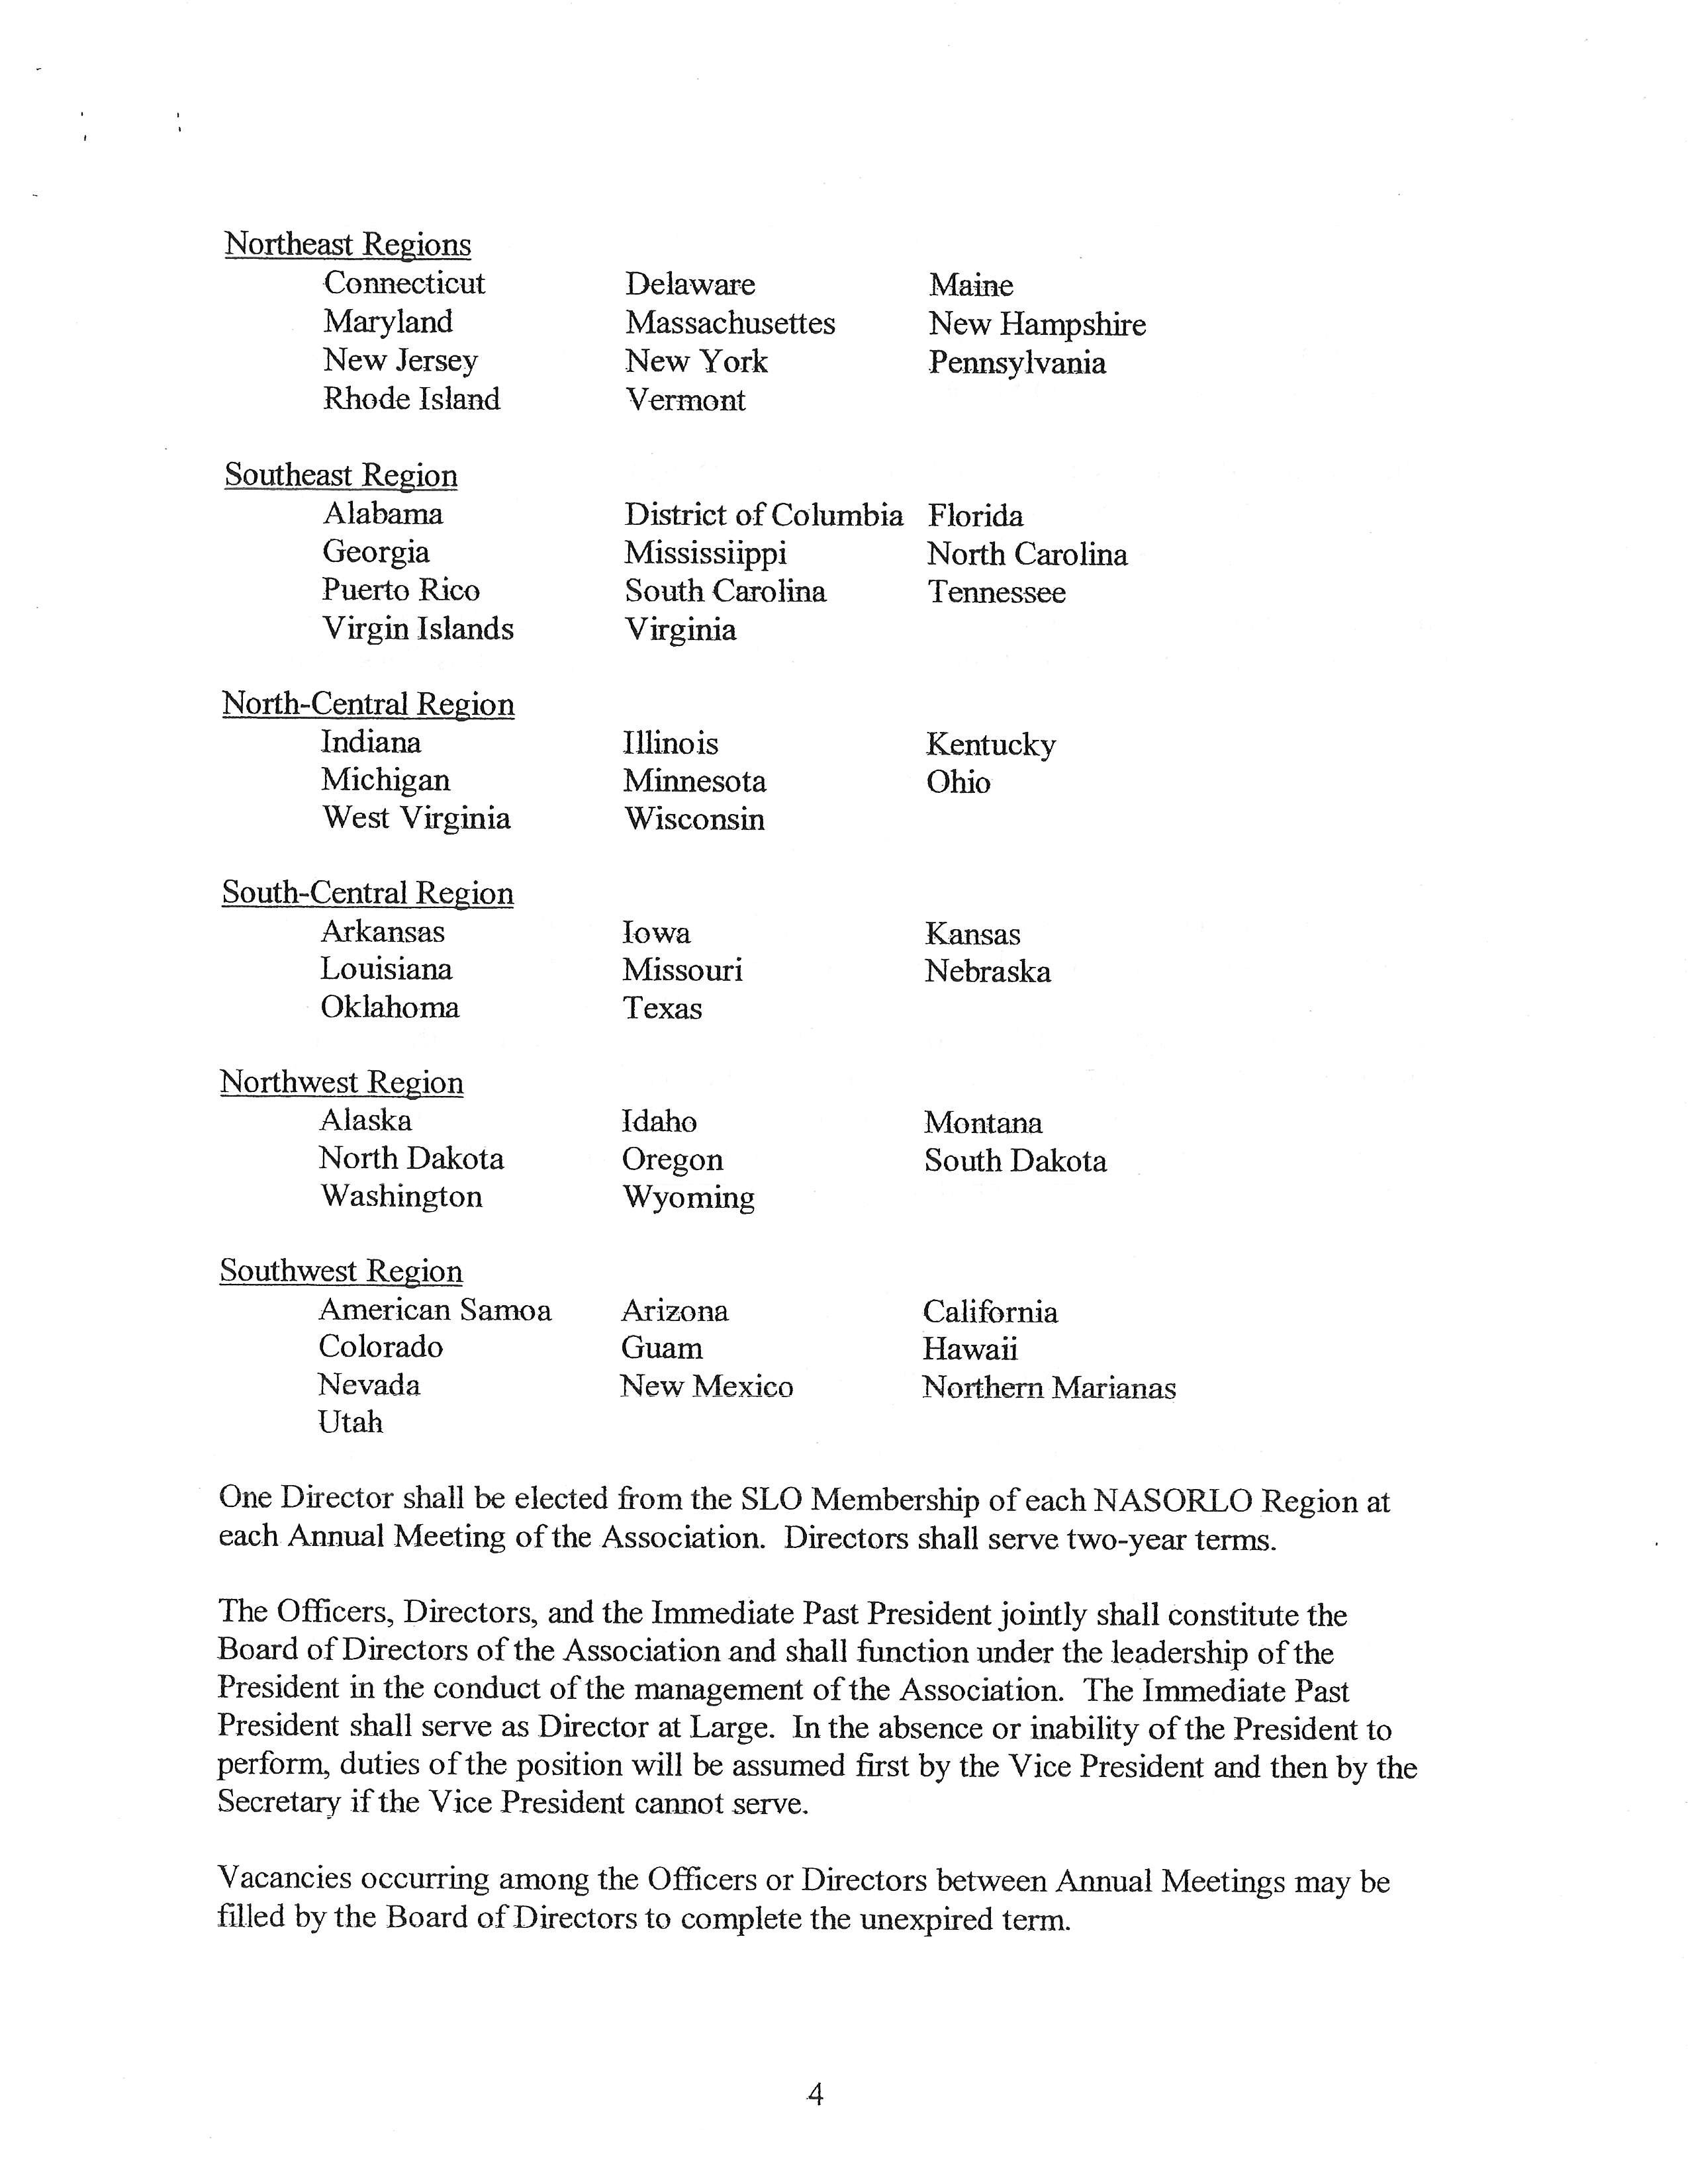 Northeast Regions
Connecticut Delaware Maine
Maryland Massachusettes New Hampshire
New Jersey New York Pennsylvania
Rhode Island Vermont
Southeast Region
Alabama District of Columbia Florida
Georgia Mississiippi North Carolina
Puerto Rico South Carolina Tennessee
Virgin Islands Virginia
North-Central Region
Indiana Illinois Kentucky
Michigan Minnesota Ohio
West Virginia Wisconsin
South-Central Region
Arkansas Iowa Kansas
Louisiana Missouri Nebraska
Oklahoma Texas
Northwest Region
Alaska Idaho Montana
North Dakota Oregon South Dakota
Washington Wyoming
Southwest Region
American Samoa Arizona California
Colorado Guam Hawaii
Nevada New Mexico Northern Marianas
Utah
One Director shall be elected from the SLO Membership of each NASORLO Region at
each Annual Meeting of the Association. Directors shall serve two-year terms.
The Officers, Directors, and the Immediate Past President jointly shall constitute the
Board of Directors of the Association and shall function under the leadership of the
President in the conduct of the management of the Association. The Immediate Past
President shall serve as Director at Large. In the absence or inability of the President to
perform, duties of the position will be assumed first by the Vice President and then by the
Secretary if the Vice President cannot serve.
Vacancies occurring among the Officers or Directors between Annual Meetings may be
filled by the Board of Directors to complete the unexpired term.
4